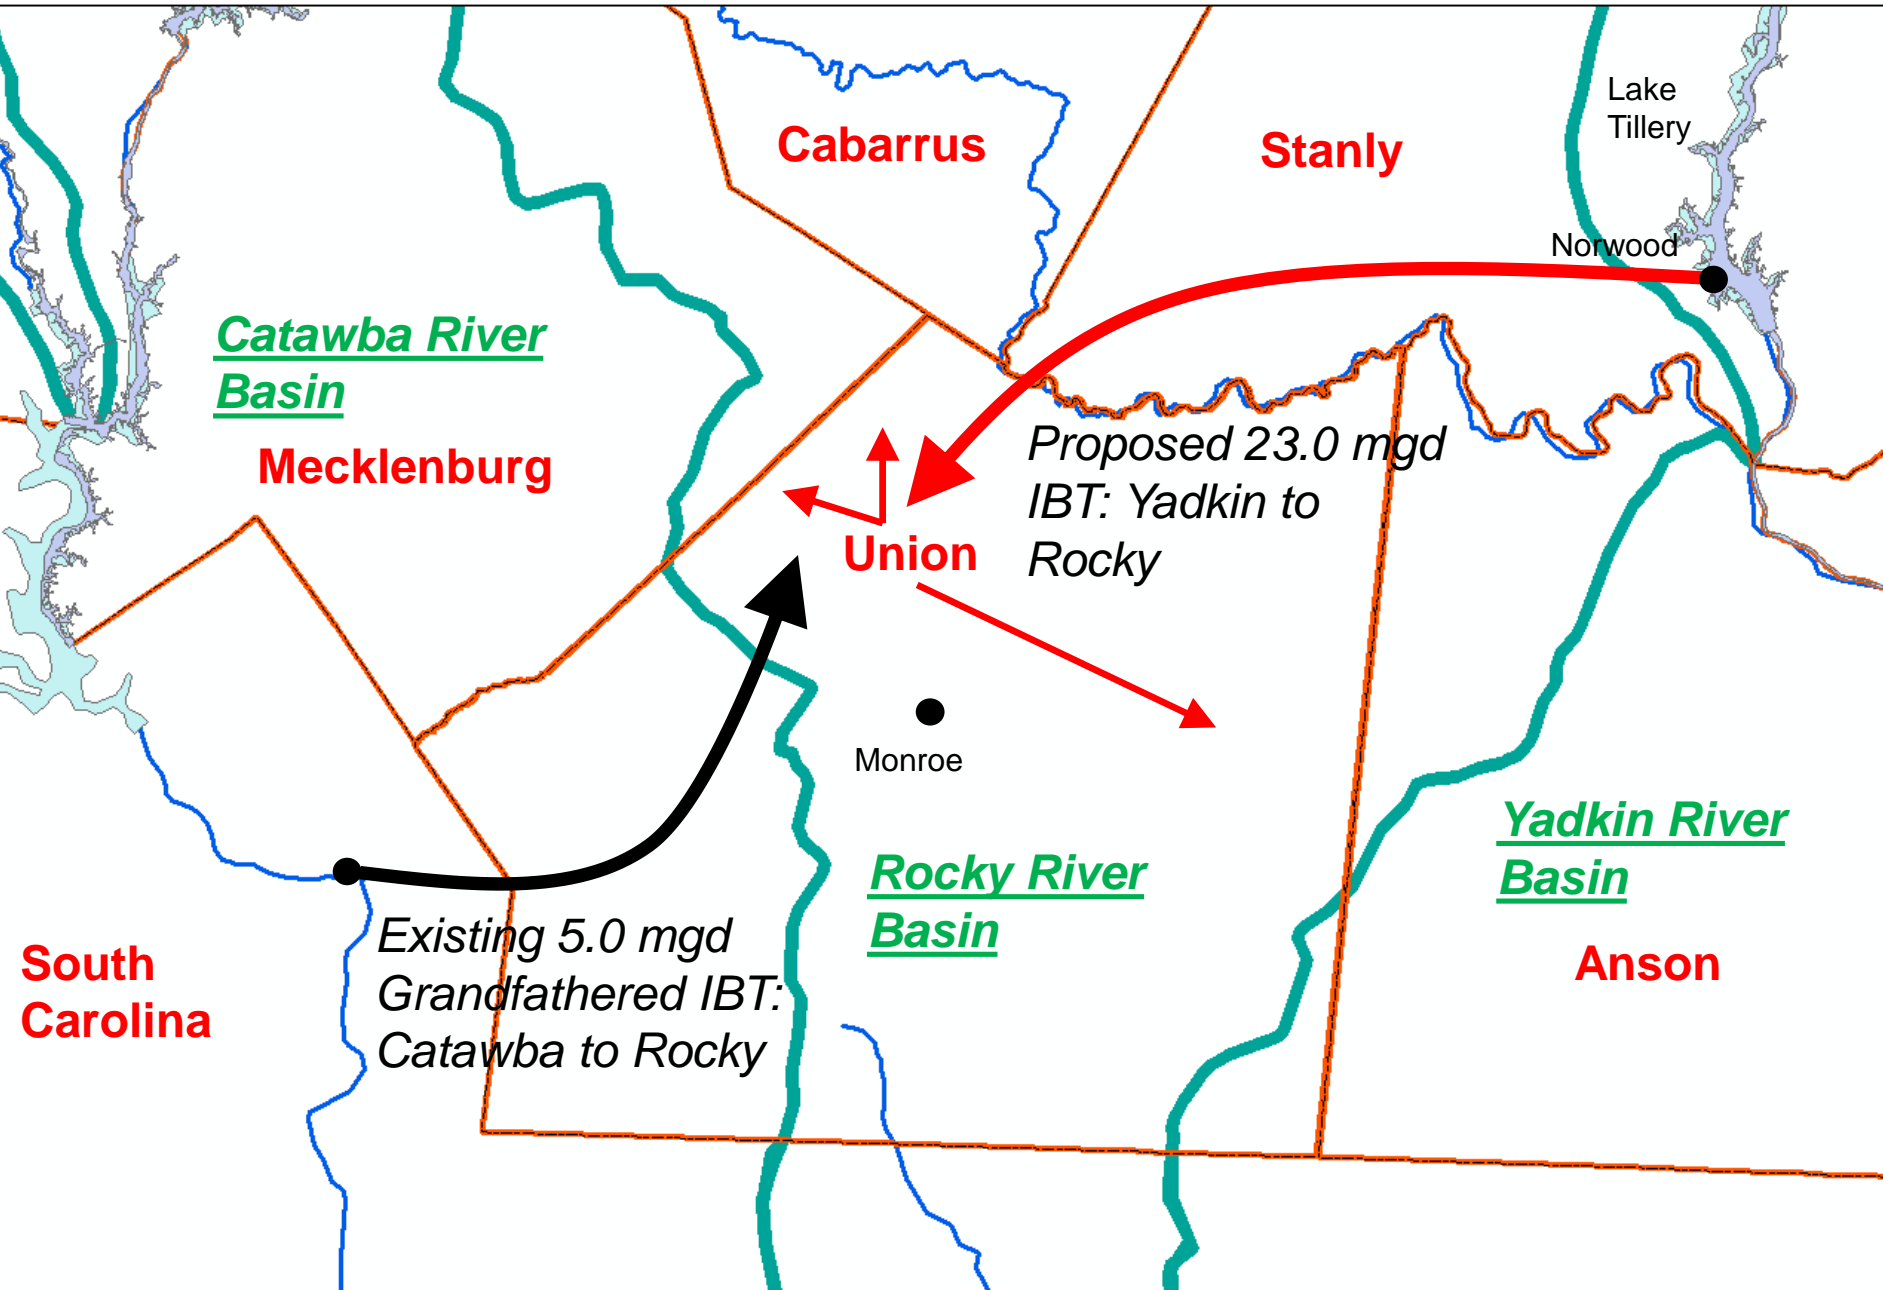 Lake
Tillery
Cabarrus
Stanly
Norwood
Catawba River
Basin
Mecklenburg
Proposed 23.0 mgd
IBT: Yadkin to
Rocky
Union
Monroe
Yadkin River
Basin
Rocky River
Basin
Existing 5.0 mgd
Grandfathered IBT:
Catawba to Rocky
South
Carolina
Anson